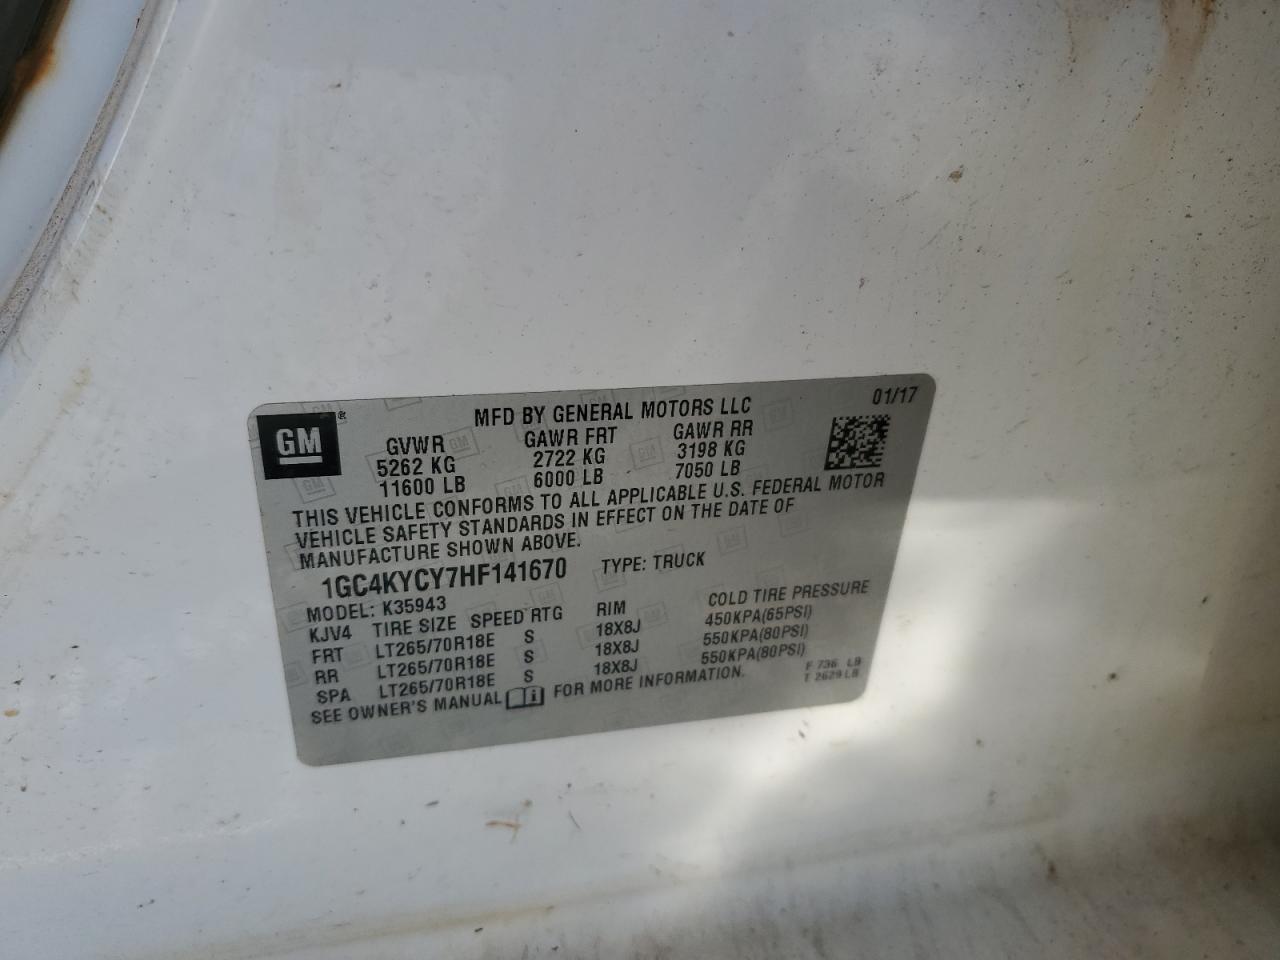 GM ®
MFD BY GENERAL MOTORS LLC 01/17
GVWR GAWR FRT GAWR RR
5262 KG 2722 KG 3198 KG
11600 LB 6000 LB 7050 LB
THIS VEHICLE CONFORMS TO ALL APPLICABLE U.S. FEDERAL MOTOR
VEHICLE SAFETY STANDARDS IN EFFECT ON THE DATE OF
MANUFACTURE SHOWN ABOVE.
1GC4KYCY7HF141670 TYPE: TRUCK
MODEL: K35943
KJV4 TIRE SIZE SPEED RTG RIM COLD TIRE PRESSURE
FRT LT265/70R18E S 18X8J 450KPA(65PSI)
RR LT265/70R18E S 18X8J 550KPA(80PSI)
SPA LT265/70R18E S 18X8J 550KPA(80PSI)
SEE OWNER'S MANUAL FOR MORE INFORMATION.
F 736 LB
T 2629 LB